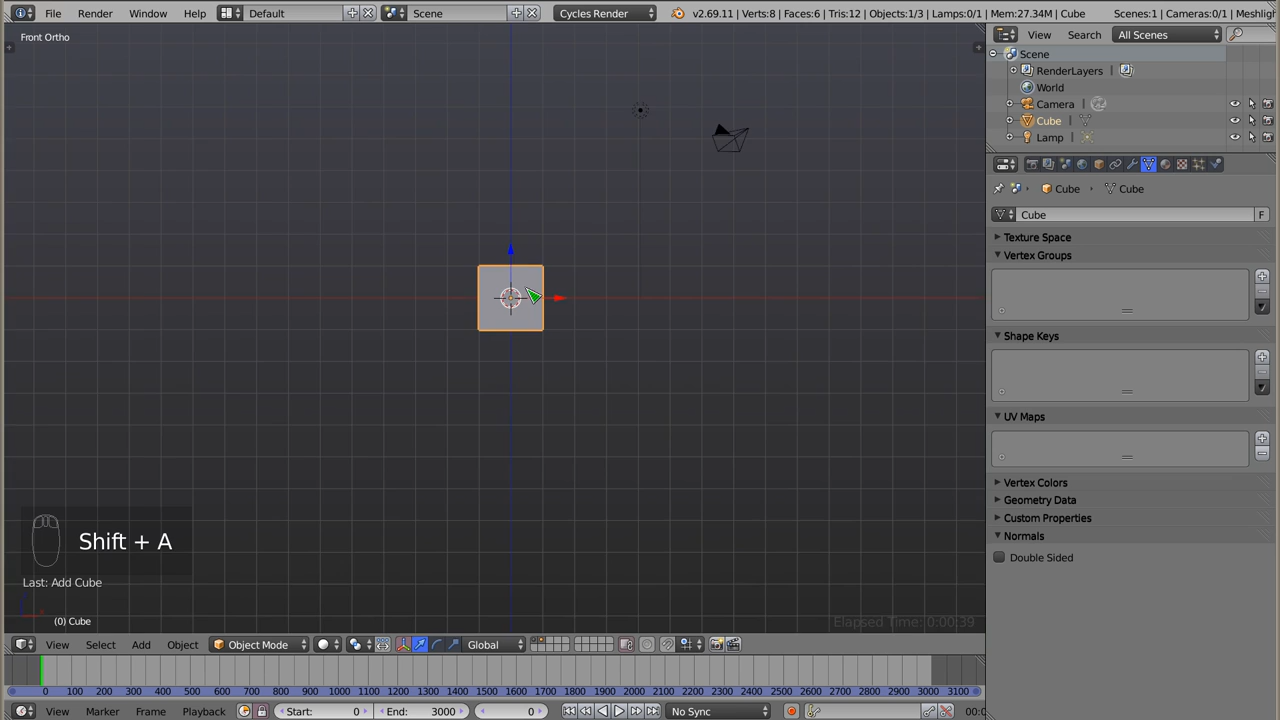 File Render Window Help Default Scene Cycles Render v2.69.11 | Verts:8 | Faces:6 | Tris:12 | Objects:1/3 | Lamps:0/1 | Mem:27.34M | Cube Scenes:1 | Cameras:0/1 | Meshligh
Front Ortho
View Search All Scenes
Scene
RenderLayers |
World
Camera |
Cube |
Lamp |
Cube Cube
Cube F
Texture Space
Vertex Groups
Shape Keys
UV Maps
Vertex Colors
Geometry Data
Custom Properties
Normals
Double Sided
Shift + A
Last: Add Cube
(0) Cube
Elapsed Time: 0:00:39
View Select Add Object Object Mode Global
0 100 200 300 400 500 600 700 800 900 1000 1100 1200 1300 1400 1500 1600 1700 1800 1900 2000 2100 2200 2300 2400 2500 2600 2700 2800 2900 3000 3100
View Marker Frame Playback Start: 0 End: 3000 0 No Sync 00:0